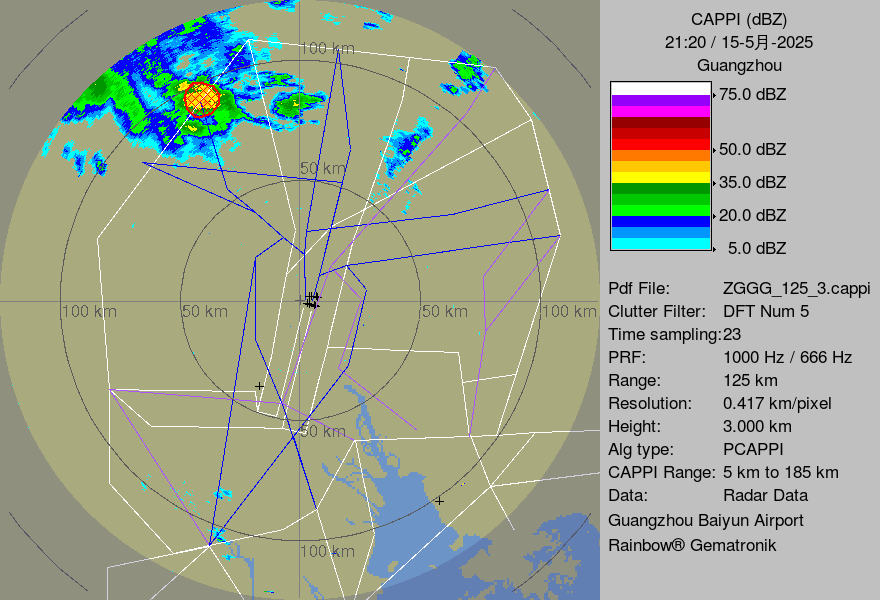 100 km
50 km
100 km
50 km
50 km
100 km
50 km
100 km
CAPPI (dBZ)
21:20 / 15-5月-2025
Guangzhou
75.0 dBZ
50.0 dBZ
35.0 dBZ
20.0 dBZ
5.0 dBZ
Pdf File: ZGGG_125_3.cappi
Clutter Filter: DFT Num 5
Time sampling:23
PRF: 1000 Hz / 666 Hz
Range: 125 km
Resolution: 0.417 km/pixel
Height: 3.000 km
Alg type: PCAPPI
CAPPI Range: 5 km to 185 km
Data: Radar Data
Guangzhou Baiyun Airport
Rainbow® Gematronik